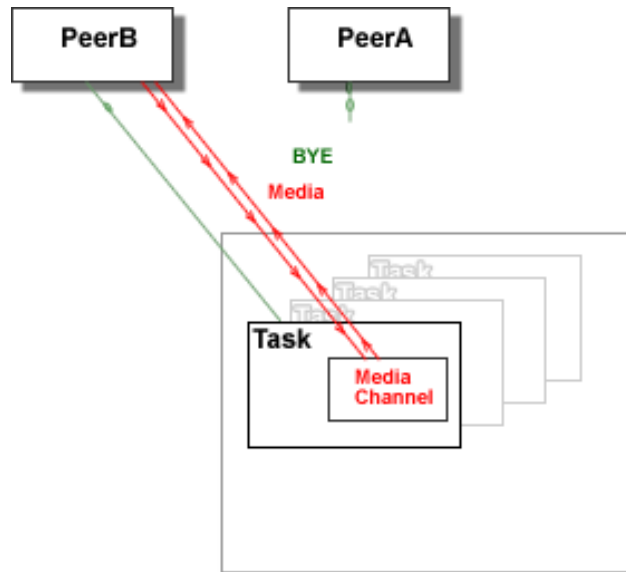 PeerB
PeerA
BYE
Media
Task
Task
Task
Task
Media
Channel